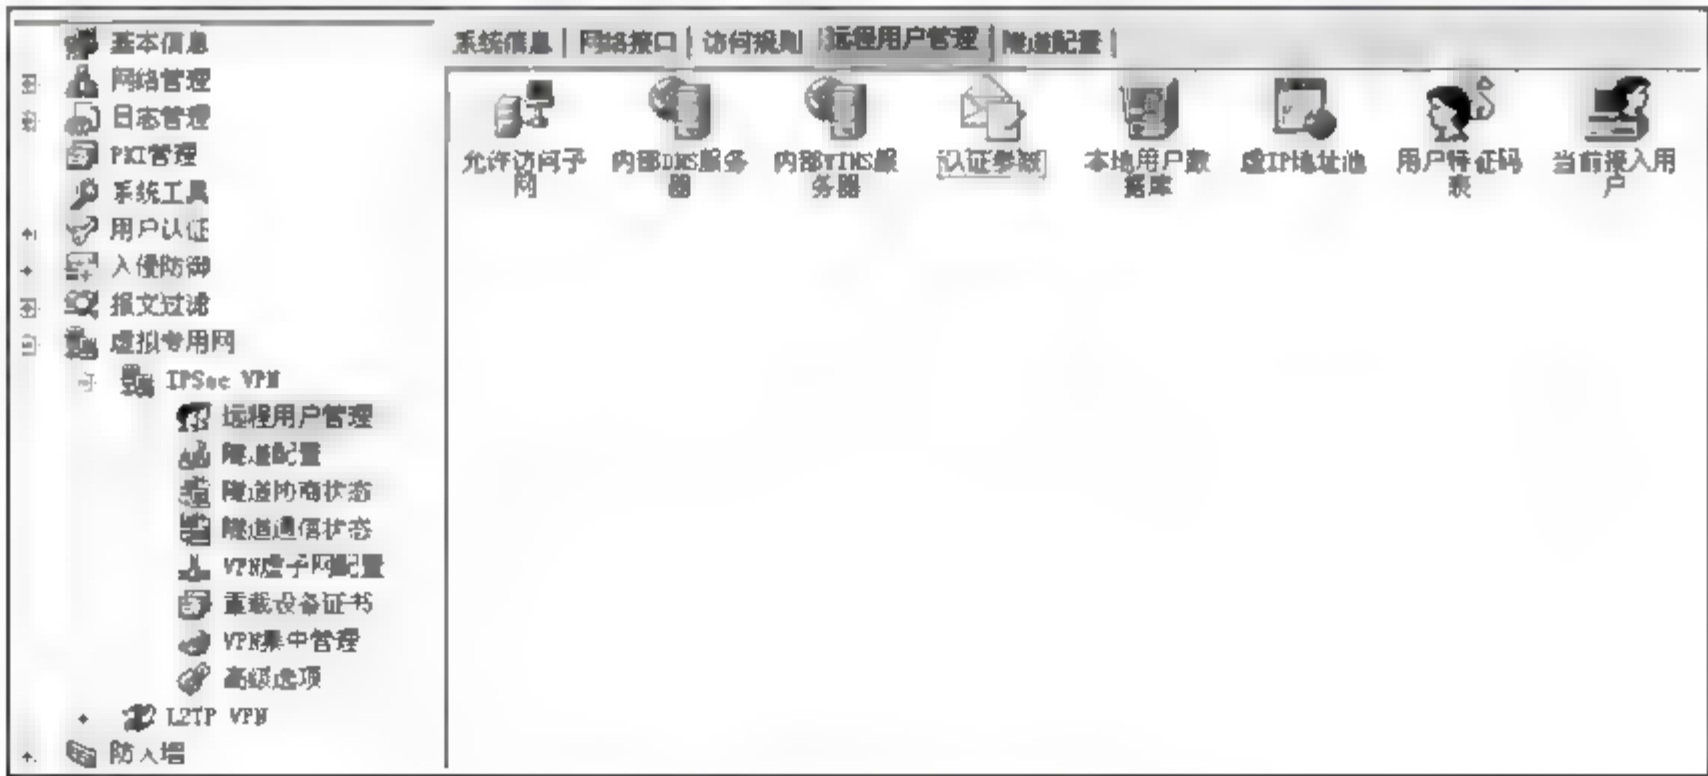 基本信息
网络管理
日志管理
PKI管理
系统工具
用户认证
入侵防御
报文过滤
虚拟专用网
IPSec VPN
远程用户管理
隧道配置
隧道协商状态
隧道通信状态
VPN虚子网配置
重载设备证书
VPN集中管理
高级选项
L2TP VPN
防火墙
系统信息 | 网络接口 | 访问规则 | 远程用户管理 | 隧道配置 |
允许访问子 内部DNS服务 内部WINS服 认证参数 本地用户数 虚IP地址池 用户特征码 当前接入用
网 器 务器 据库 表 户